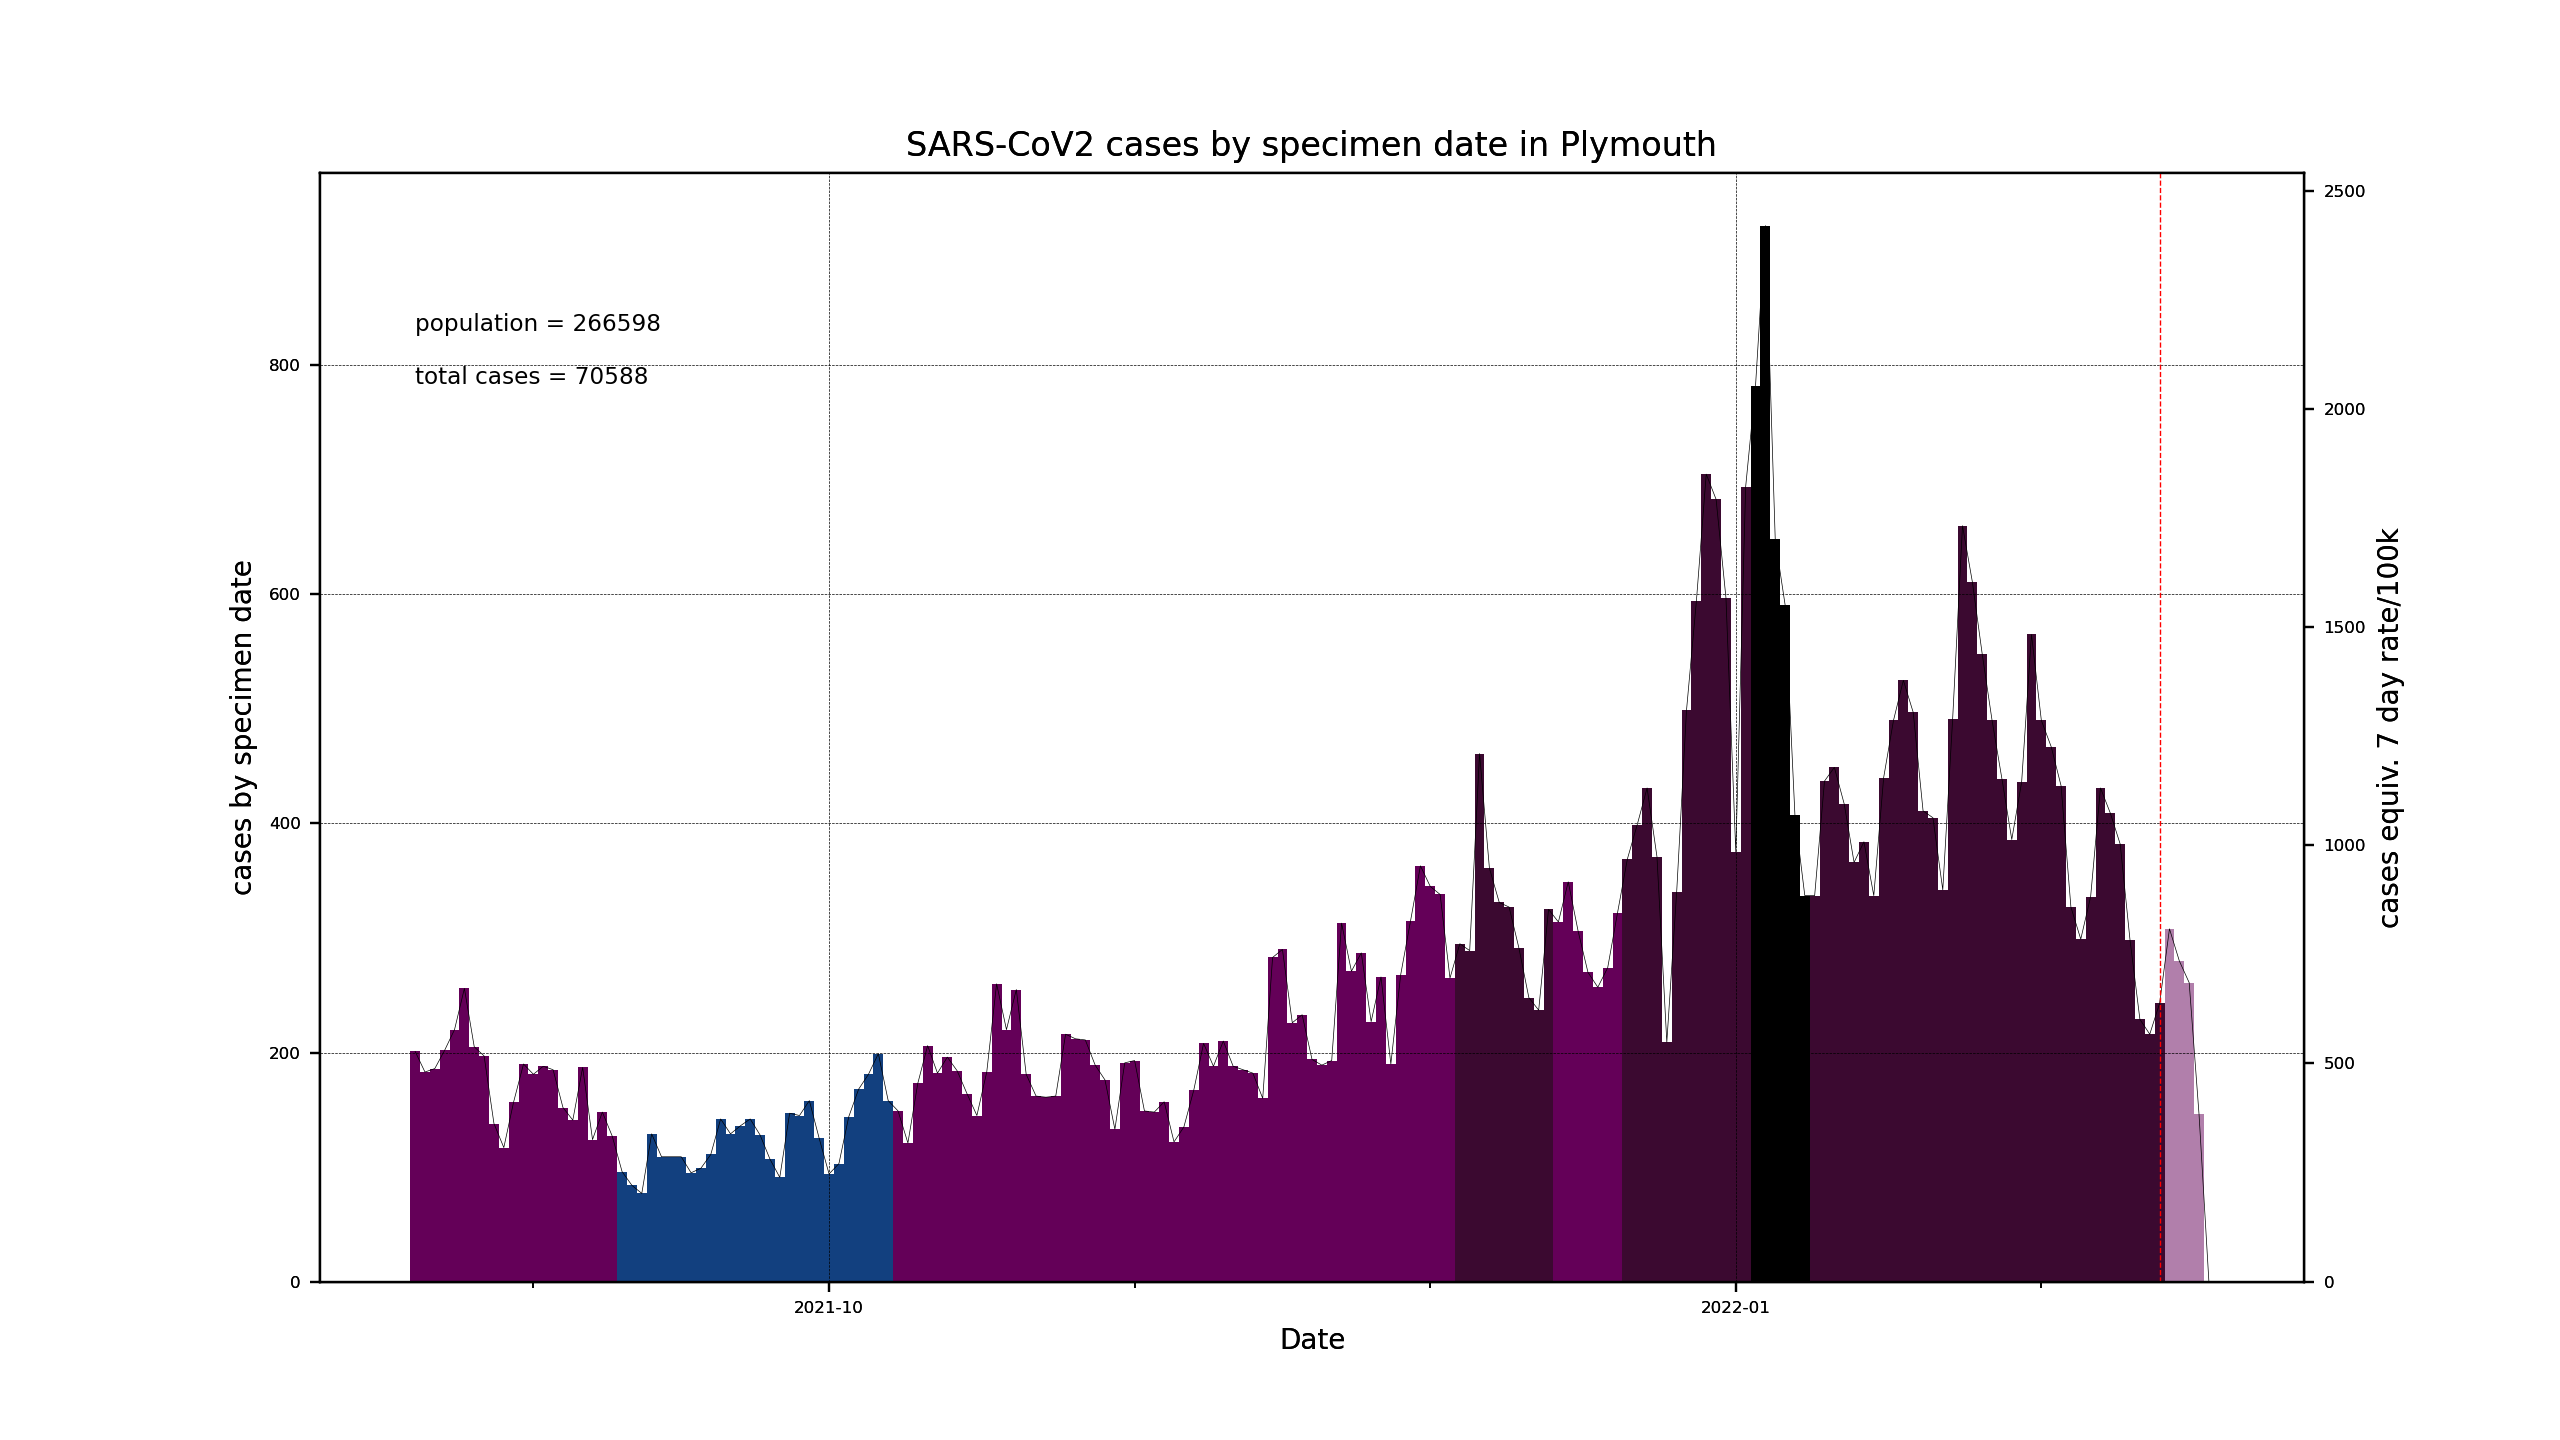 SARS-CoV2 cases by specimen date in Plymouth
population = 266598
total cases = 70588
cases by specimen date
800
600
400
200
0
2500
2000
1500
1000
500
0
cases equiv. 7 day rate/100k
2021-10
2022-01
Date